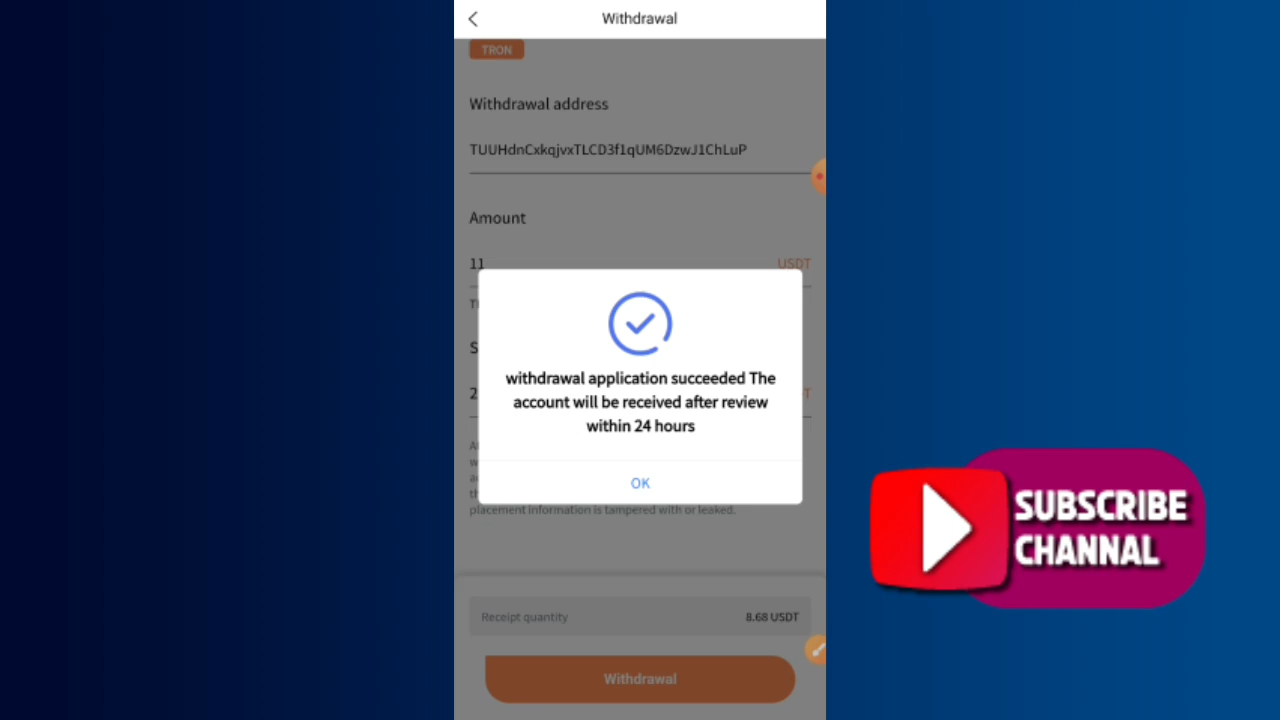 Withdrawal
TRON
Withdrawal address
TUUHdnCxkqjvxTLCD3f1qUM6DzwJ1ChLuP
Amount
11 USDT
withdrawal application succeeded The
account will be received after review
within 24 hours
OK
placement information is tampered with or leaked.
SUBSCRIBE
CHANNAL
Receipt quantity 8.68 USDT
Withdrawal